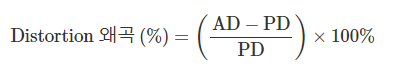 Distortion 왜곡 (%) = ( (AD − PD) / PD ) × 100%